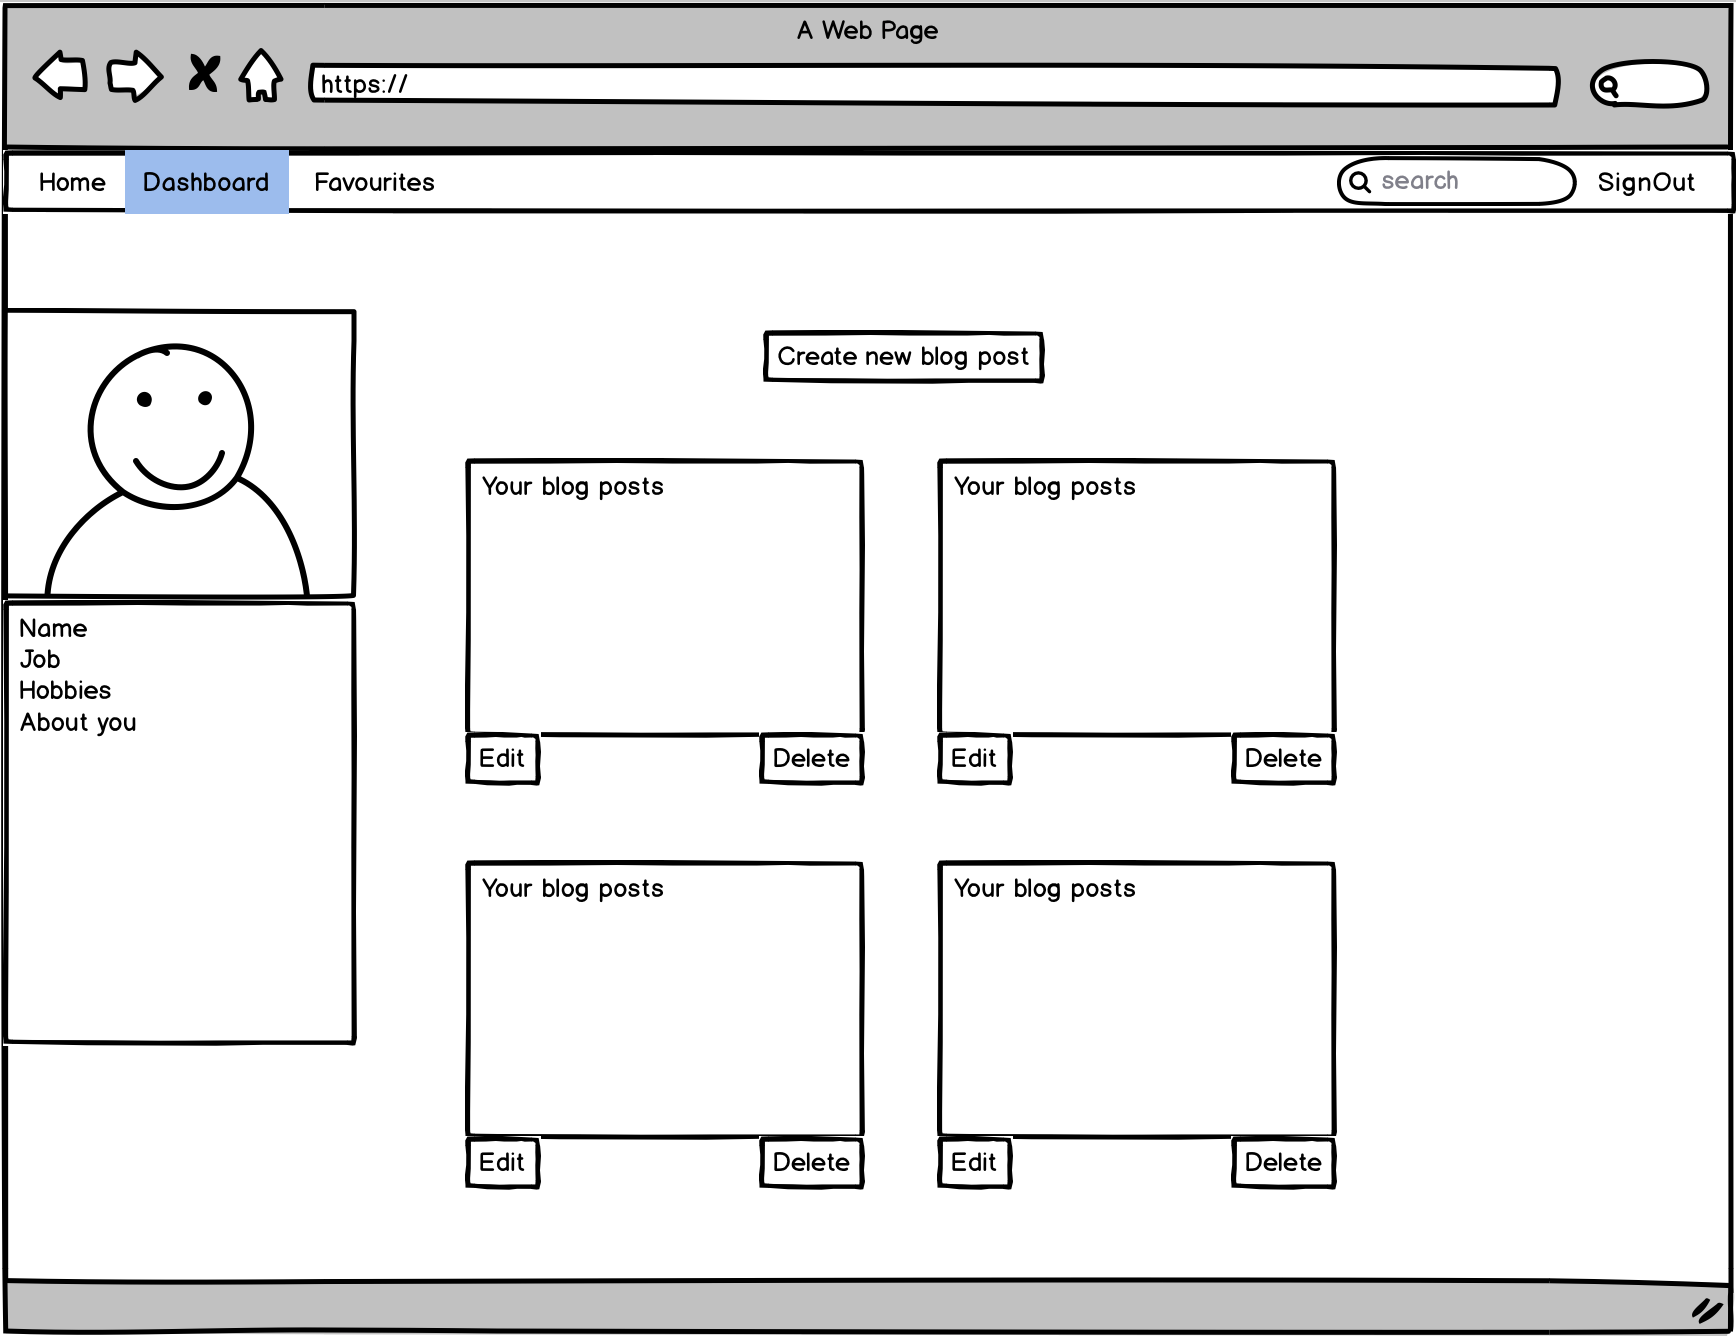 A Web Page
https://
Home Dashboard Favourites search SignOut
Create new blog post
Name
Job
Hobbies
About you
Your blog posts
Edit Delete
Your blog posts
Edit Delete
Your blog posts
Edit Delete
Your blog posts
Edit Delete